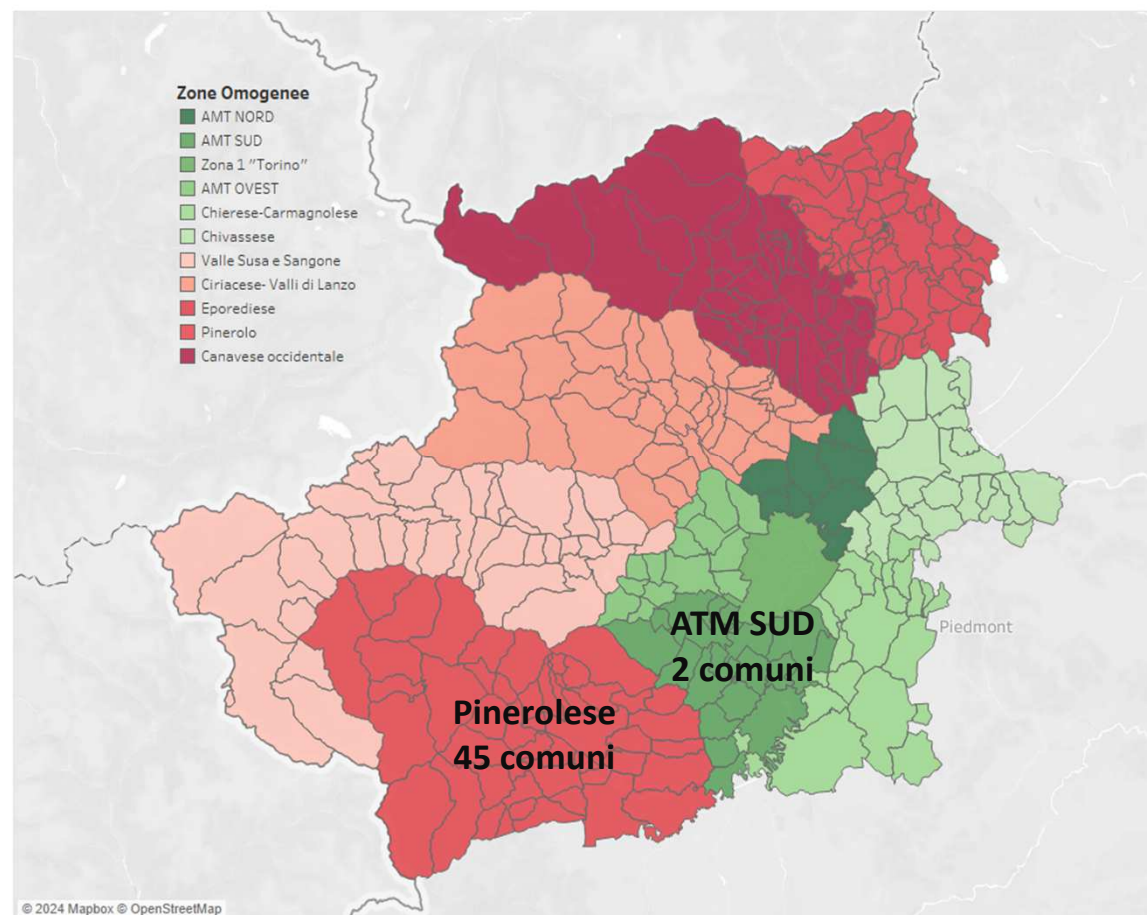 Zone Omogenee
AMT NORD
AMT SUD
Zona 1 "Torino"
AMT OVEST
Chierese-Carmagnolese
Chivassese
Valle Susa e Sangone
Ciriacese- Valli di Lanzo
Eporediese
Pinerolo
Canavese occidentale
ATM SUD
2 comuni
Piedmont
Pinerolese
45 comuni
© 2024 Mapbox © OpenStreetMap